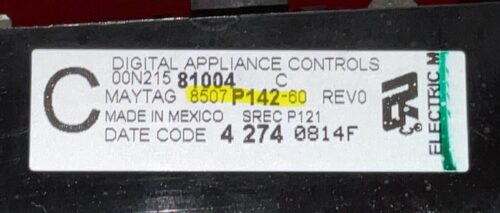 C
DIGITAL APPLIANCE CONTROLS
00N215 81004 C
MAYTAG 8507 P142-60 REV0
MADE IN MEXICO SREC P121
DATE CODE 4 274 0814F
ELECTRIC M